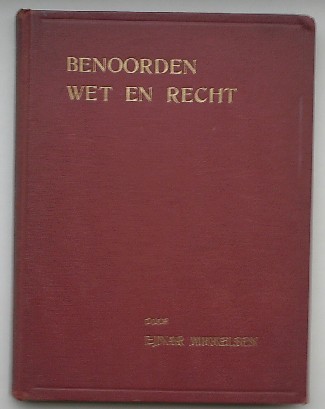 BENOORDEN
WET EN RECHT
DOOR
EJNAR MIKKELSEN